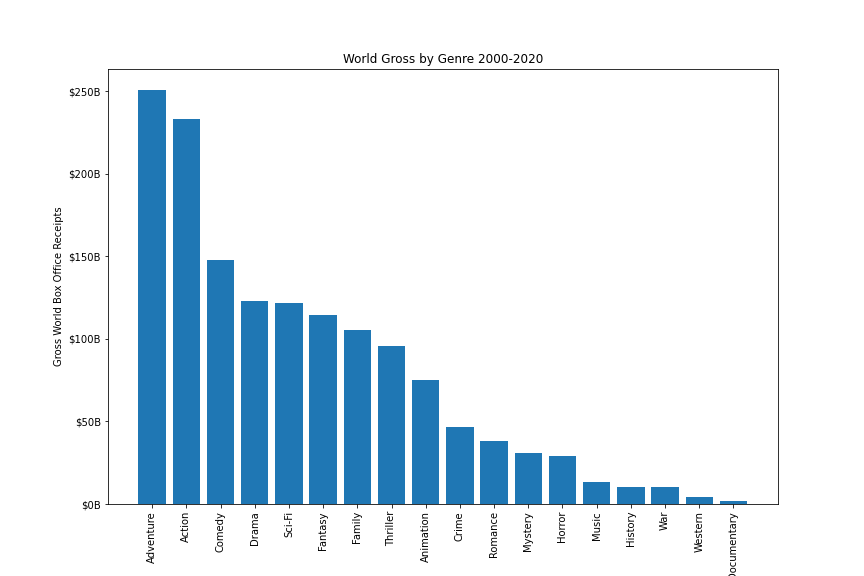 World Gross by Genre 2000-2020
Gross World Box Office Receipts
$250B
$200B
$150B
$100B
$50B
$0B
Adventure
Action
Comedy
Drama
Sci-Fi
Fantasy
Family
Thriller
Animation
Crime
Romance
Mystery
Horror
Music
History
War
Western
Documentary